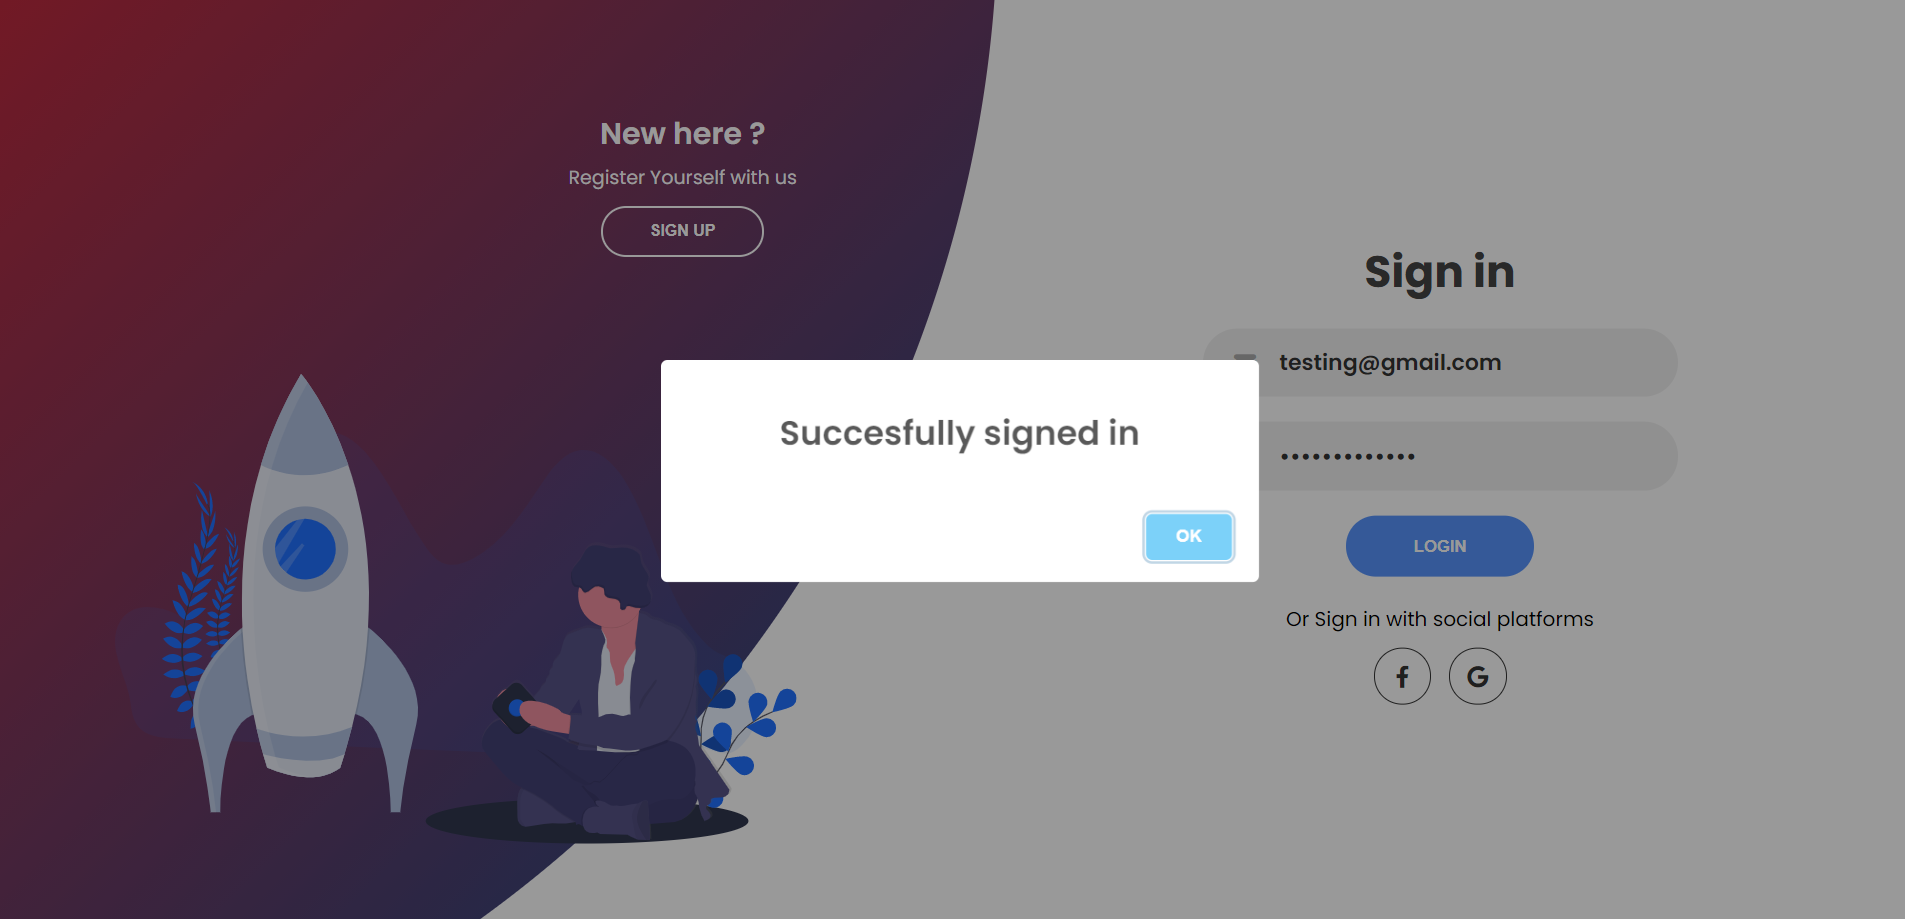 New here ?
Register Yourself with us
SIGN UP
Sign in
testing@gmail.com
•••••••••••••
Succesfully signed in
OK
LOGIN
Or Sign in with social platforms